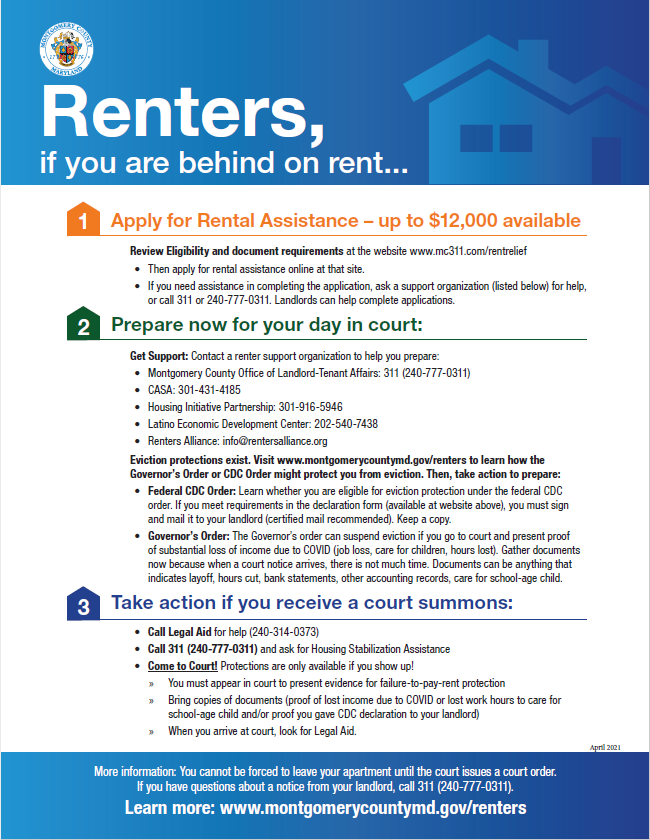 MONTGOMERY COUNTY
17 76
MARYLAND
Renters,
if you are behind on rent...
1 Apply for Rental Assistance – up to $12,000 available
Review Eligibility and document requirements at the website www.mc311.com/rentrelief
• Then apply for rental assistance online at that site.
• If you need assistance in completing the application, ask a support organization (listed below) for help,
or call 311 or 240-777-0311. Landlords can help complete applications.
2 Prepare now for your day in court:
Get Support: Contact a renter support organization to help you prepare:
• Montgomery County Office of Landlord-Tenant Affairs: 311 (240-777-0311)
• CASA: 301-431-4185
• Housing Initiative Partnership: 301-916-5946
• Latino Economic Development Center: 202-540-7438
• Renters Alliance: info@rentersalliance.org
Eviction protections exist. Visit www.montgomerycountymd.gov/renters to learn how the
Governor's Order or CDC Order might protect you from eviction. Then, take action to prepare:
• Federal CDC Order: Learn whether you are eligible for eviction protection under the federal CDC
order. If you meet requirements in the declaration form (available at website above), you must sign
and mail it to your landlord (certified mail recommended). Keep a copy.
• Governor's Order: The Governor's order can suspend eviction if you go to court and present proof
of substantial loss of income due to COVID (job loss, care for children, hours lost). Gather documents
now because when a court notice arrives, there is not much time. Documents can be anything that
indicates layoff, hours cut, bank statements, other accounting records, care for school-age child.
3 Take action if you receive a court summons:
• Call Legal Aid for help (240-314-0373)
• Call 311 (240-777-0311) and ask for Housing Stabilization Assistance
• Come to Court! Protections are only available if you show up!
» You must appear in court to present evidence for failure-to-pay-rent protection
» Bring copies of documents (proof of lost income due to COVID or lost work hours to care for
school-age child and/or proof you gave CDC declaration to your landlord)
» When you arrive at court, look for Legal Aid.
April 2021
More information: You cannot be forced to leave your apartment until the court issues a court order.
If you have questions about a notice from your landlord, call 311 (240-777-0311).
Learn more: www.montgomerycountymd.gov/renters